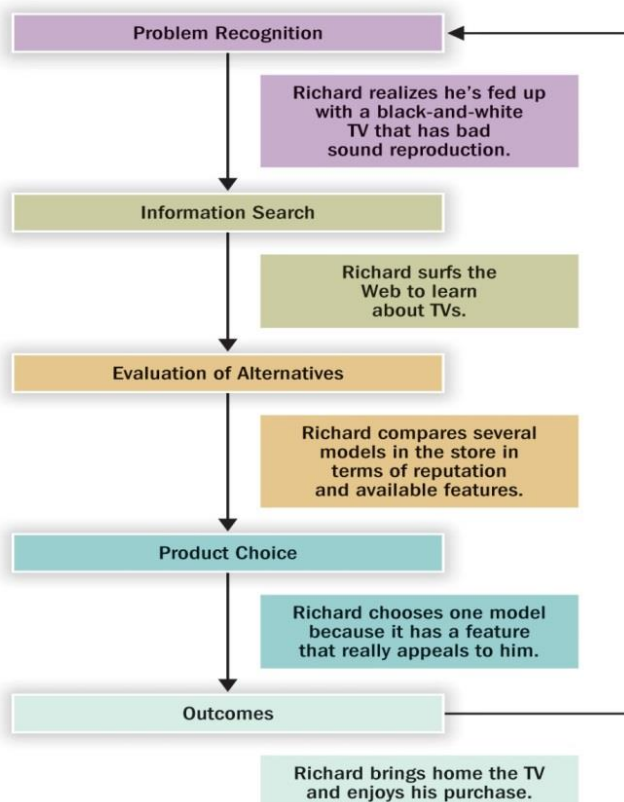 Problem Recognition
Richard realizes he's fed up
with a black-and-white
TV that has bad
sound reproduction.
Information Search
Richard surfs the
Web to learn
about TVs.
Evaluation of Alternatives
Richard compares several
models in the store in
terms of reputation
and available features.
Product Choice
Richard chooses one model
because it has a feature
that really appeals to him.
Outcomes
Richard brings home the TV
and enjoys his purchase.